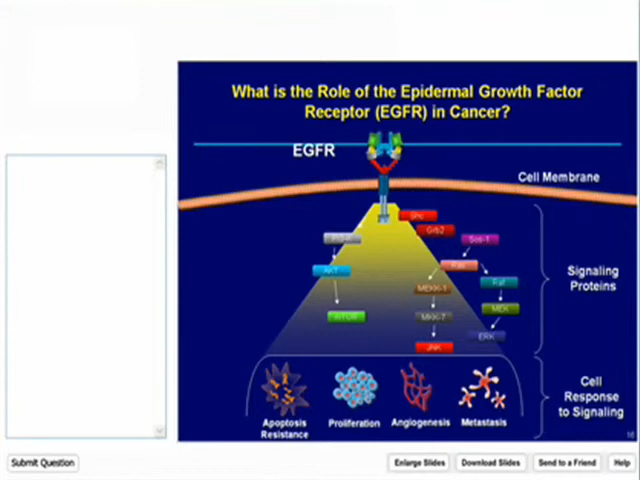 What is the Role of the Epidermal Growth Factor
Receptor (EGFR) in Cancer?
EGFR
Cell Membrane
Shc
Grb2
Sos-1
AKT
Raf
MEKK-1
MEK
MKK-7
mTOR
ERK
JNK
Signaling
Proteins
Cell
Response
to Signaling
Apoptosis
Resistance
Proliferation
Angiogenesis
Metastasis
Submit Question
Enlarge Slides
Download Slides
Send to a Friend
Help